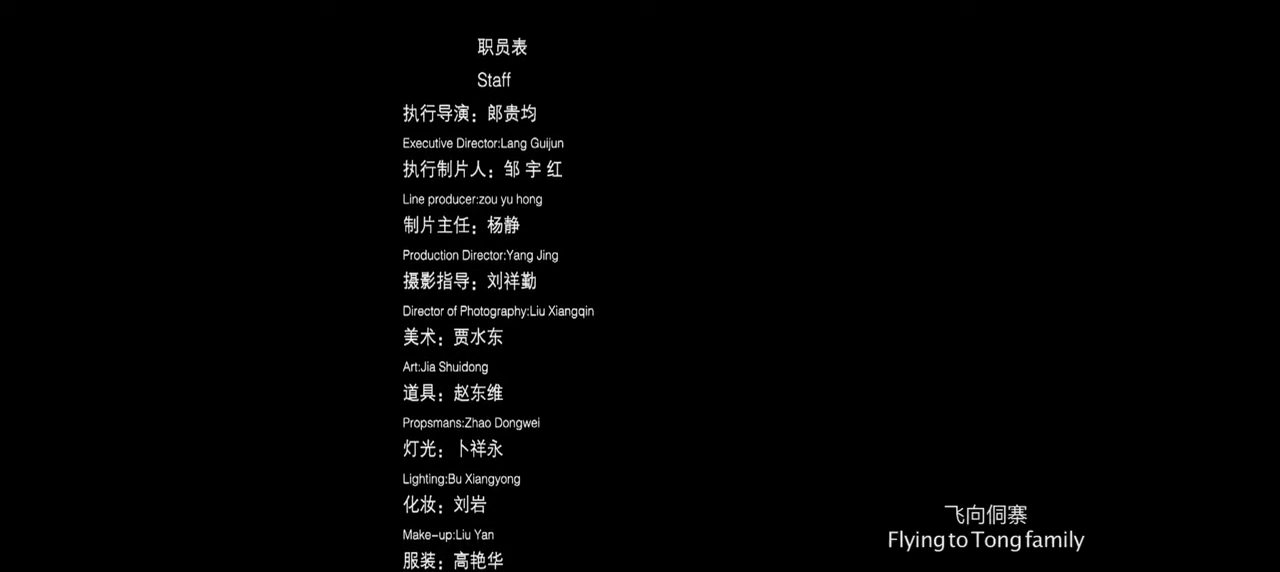 职员表
Staff
执行导演：郎贵均
Executive Director:Lang Guijun
执行制片人：邹 宇 红
Line producer:zou yu hong
制片主任：杨静
Production Director:Yang Jing
摄影指导：刘祥勤
Director of Photography:Liu Xiangqin
美术：贾水东
Art:Jia Shuidong
道具：赵东维
Propsmans:Zhao Dongwei
灯光：卜祥永
Lighting:Bu Xiangyong
化妆：刘岩
Make-up:Liu Yan
服装：高艳华
飞向侗寨
Flying to Tong family